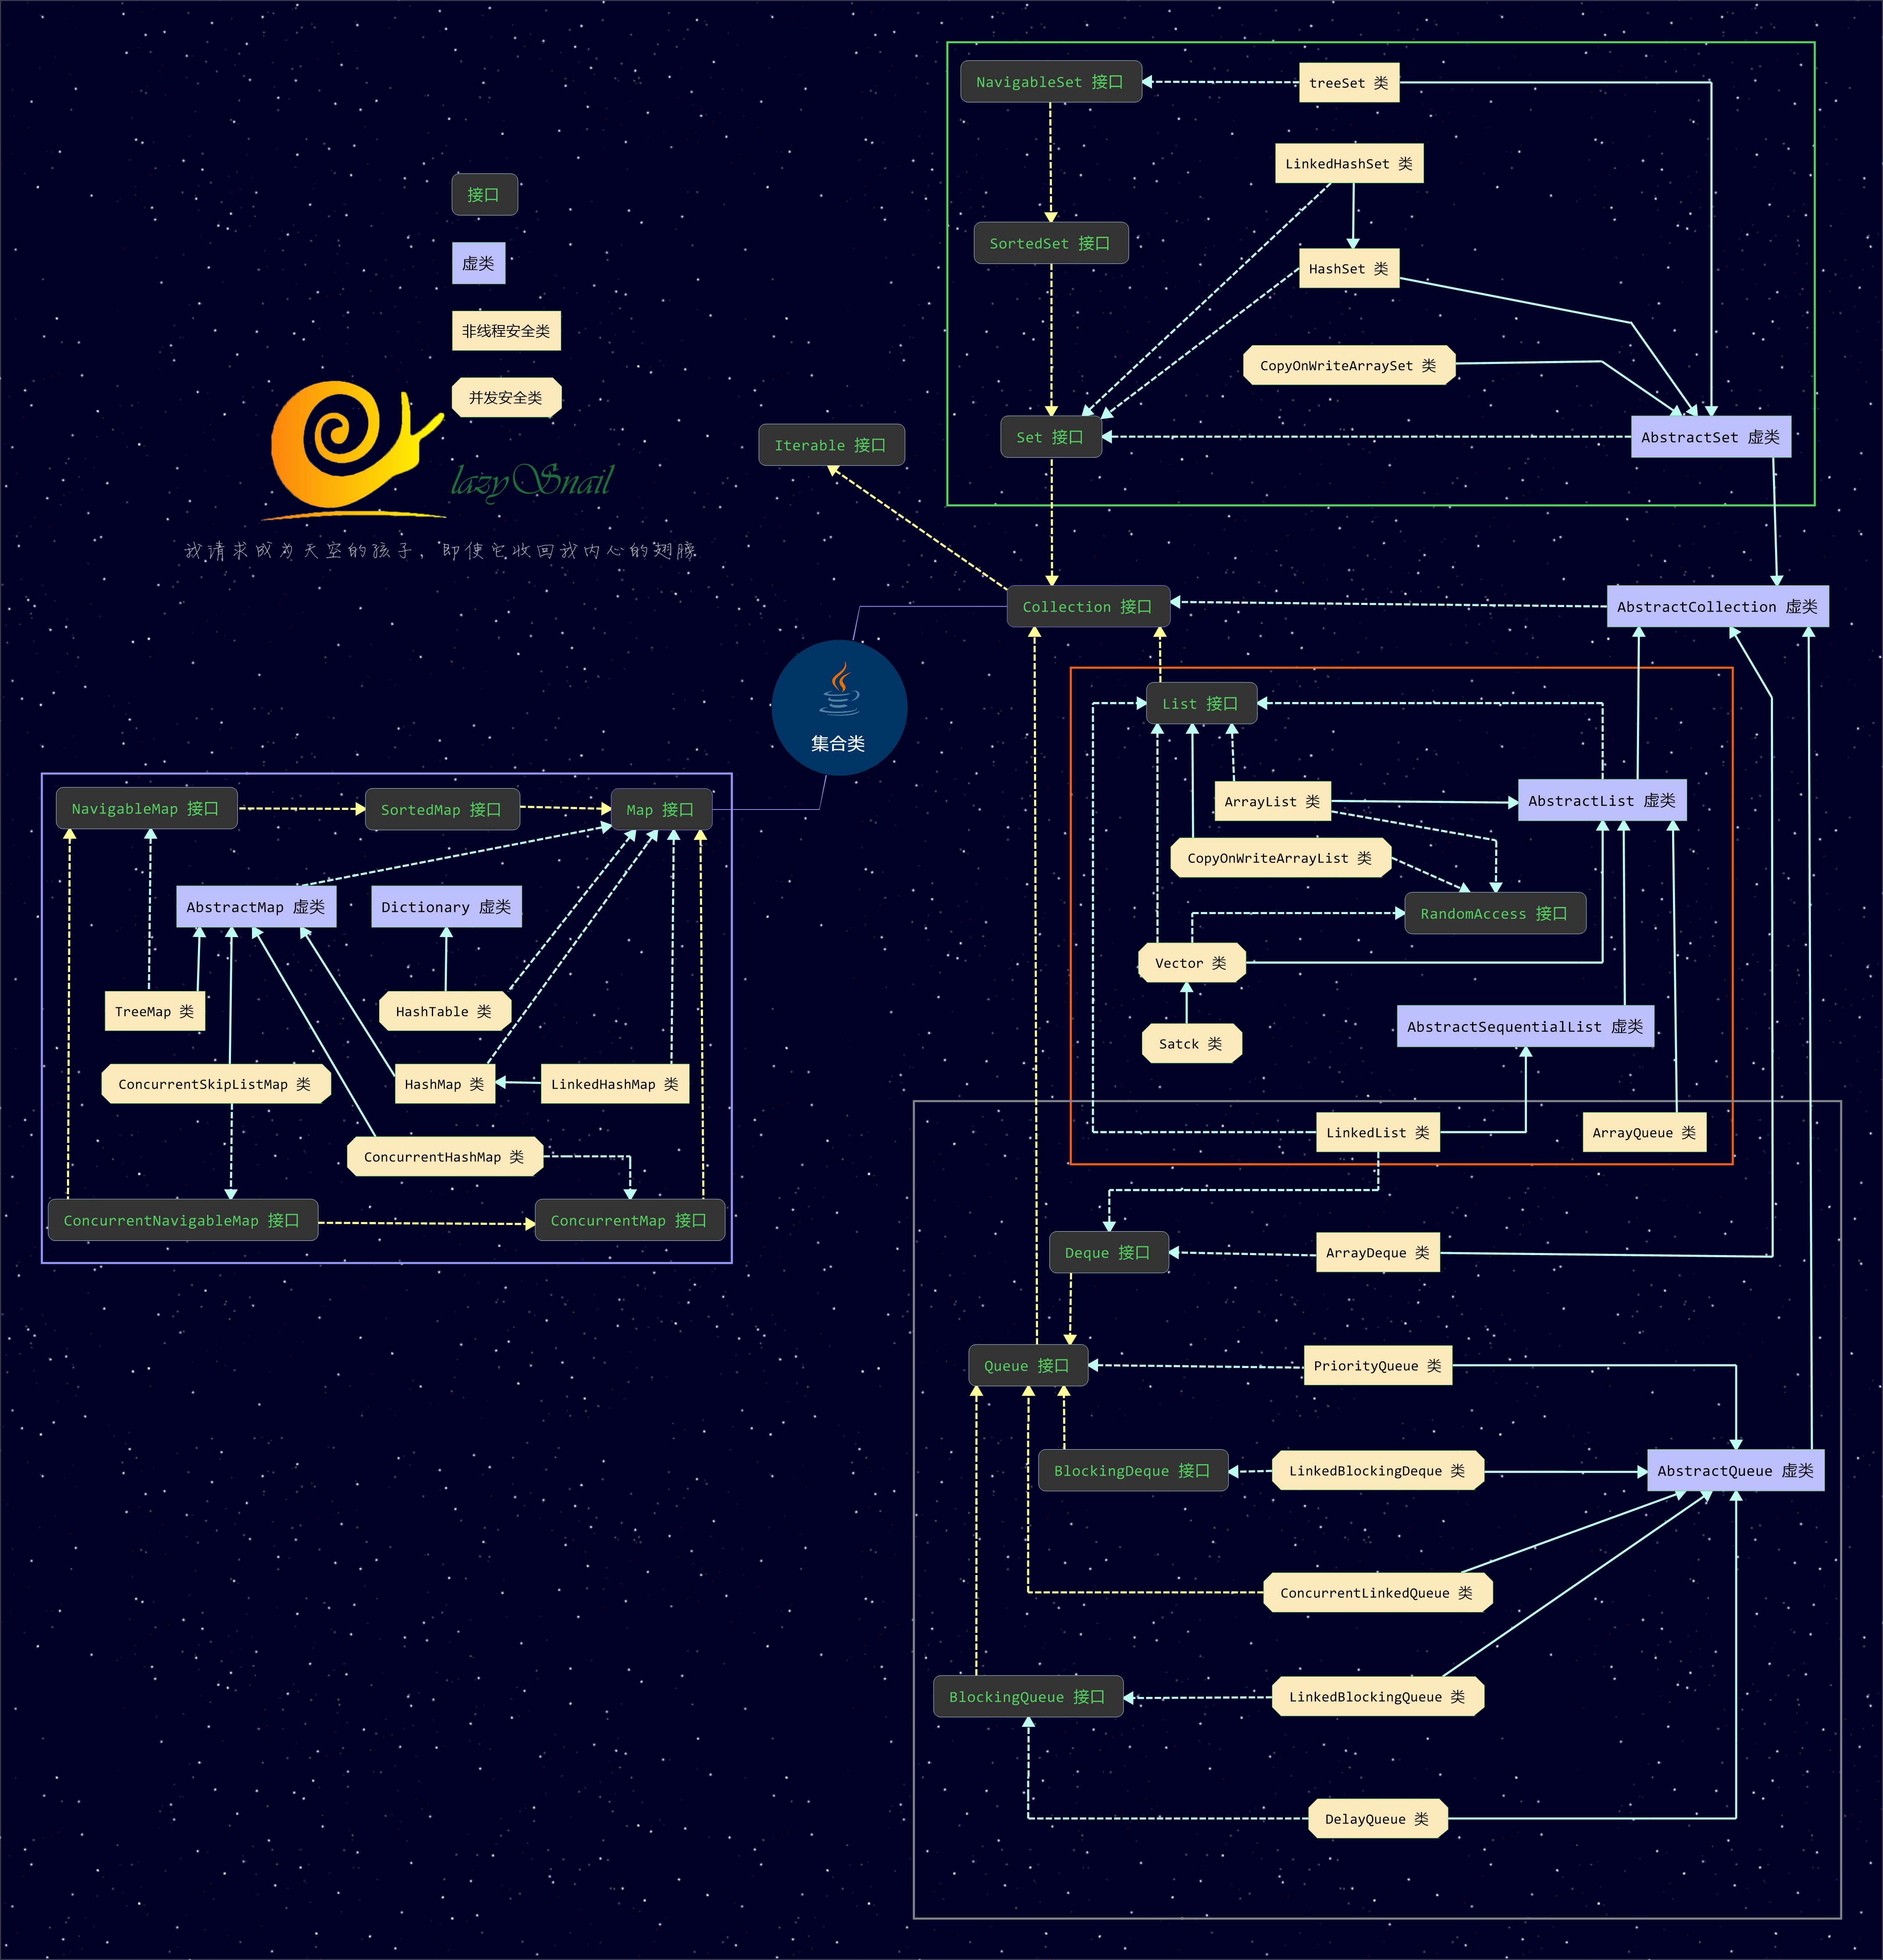 NavigableSet 接口
treeSet 类
LinkedHashSet 类
接口
SortedSet 接口
虚类
HashSet 类
非线程安全类
CopyOnWriteArraySet 类
并发安全类
Iterable 接口
Set 接口
AbstractSet 虚类
lazySnail
我请求成为天空的孩子，即使它收回我内心的翅膀
Collection 接口
AbstractCollection 虚类
集合类
List 接口
ArrayList 类
AbstractList 虚类
CopyOnWriteArrayList 类
RandomAccess 接口
Vector 类
AbstractSequentialList 虚类
Satck 类
LinkedList 类
ArrayQueue 类
NavigableMap 接口
SortedMap 接口
Map 接口
AbstractMap 虚类
Dictionary 虚类
TreeMap 类
HashTable 类
ConcurrentSkipListMap 类
HashMap 类
LinkedHashMap 类
ConcurrentHashMap 类
ConcurrentNavigableMap 接口
ConcurrentMap 接口
Deque 接口
ArrayDeque 类
Queue 接口
PriorityQueue 类
BlockingDeque 接口
LinkedBlockingDeque 类
AbstractQueue 虚类
ConcurrentLinkedQueue 类
BlockingQueue 接口
LinkedBlockingQueue 类
DelayQueue 类